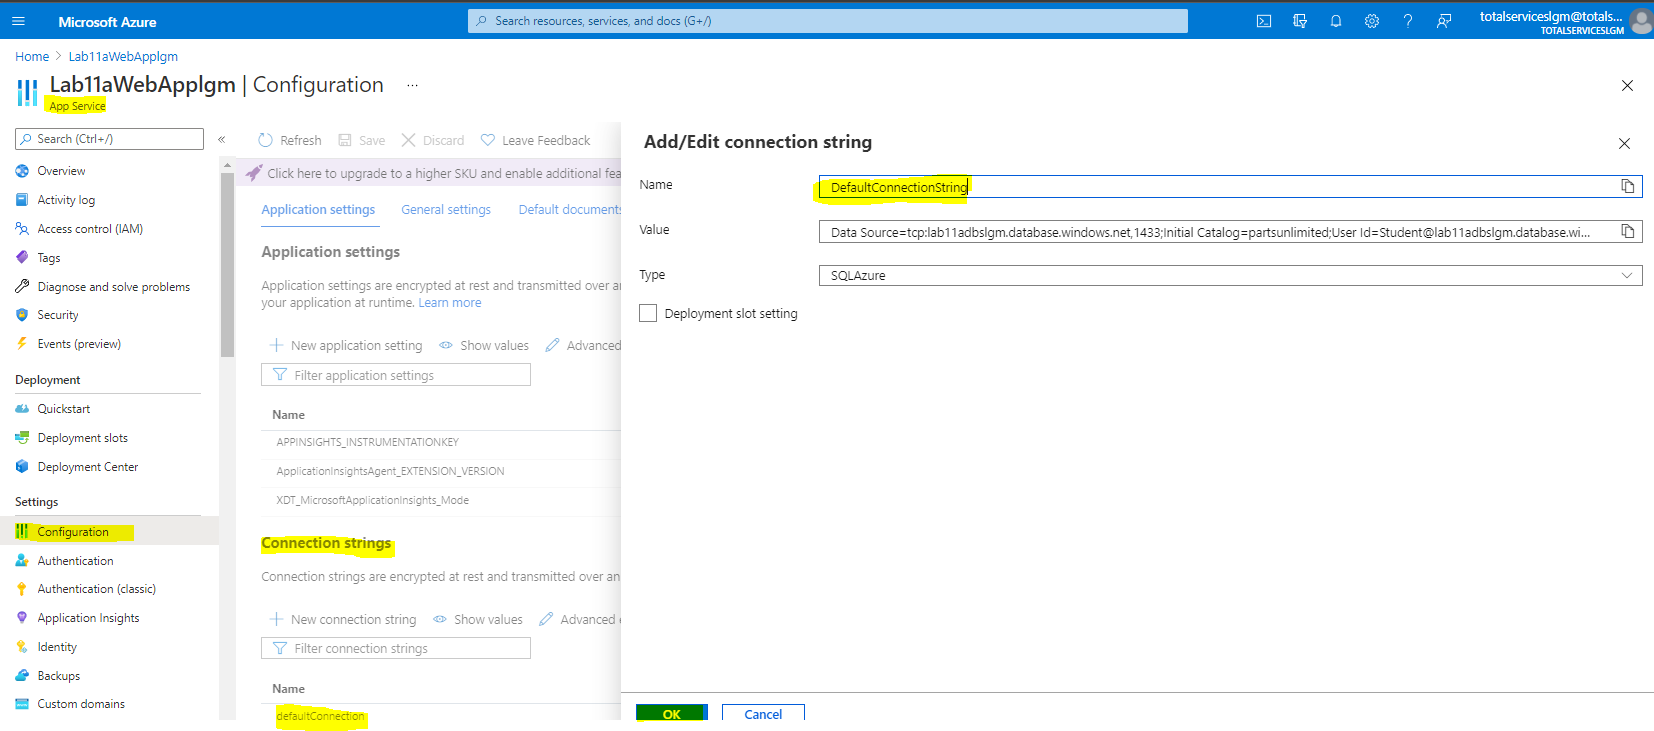 Microsoft Azure
Search resources, services, and docs (G+/)
totalserviceslgm@totals...
TOTALSERVICESLGM
Home > Lab11aWebApplgm
Lab11aWebApplgm | Configuration ...
App Service
Search (Ctrl+/)
«
Overview
Activity log
Access control (IAM)
Tags
Diagnose and solve problems
Security
Events (preview)
Deployment
Quickstart
Deployment slots
Deployment Center
Settings
Configuration
Authentication
Authentication (classic)
Application Insights
Identity
Backups
Custom domains
Refresh Save Discard Leave Feedback
Click here to upgrade to a higher SKU and enable additional fea
Application settings General settings Default documents
Application settings
Application settings are encrypted at rest and transmitted over an
your application at runtime. Learn more
New application setting Show values Advanced
Filter application settings
Name
APPINSIGHTS_INSTRUMENTATIONKEY
ApplicationInsightsAgent_EXTENSION_VERSION
XDT_MicrosoftApplicationInsights_Mode
Connection strings
Connection strings are encrypted at rest and transmitted over an
New connection string Show values Advanced e
Filter connection strings
Name
defaultConnection
Add/Edit connection string
Name DefaultConnectionString
Value Data Source=tcp:lab11adbslgm.database.windows.net,1433;Initial Catalog=partsunlimited;User Id=Student@lab11adbslgm.database.wi...
Type SQLAzure
Deployment slot setting
OK Cancel